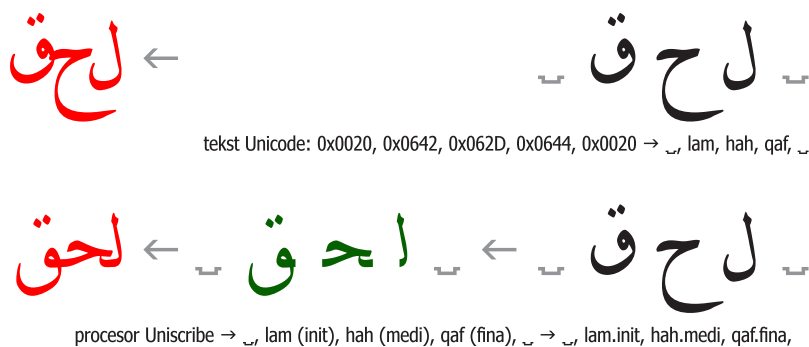 لحق ← ␣ ق ح ل ␣
tekst Unicode: 0x0020, 0x0642, 0x062D, 0x0644, 0x0020 → ␣, lam, hah, qaf, ␣
لحق ← ␣ ق ح ل ␣ ← ␣ ق ح ل ␣
procesor Uniscribe → ␣, lam (init), hah (medi), qaf (fina), ␣ → ␣, lam.init, hah.medi, qaf.fina,